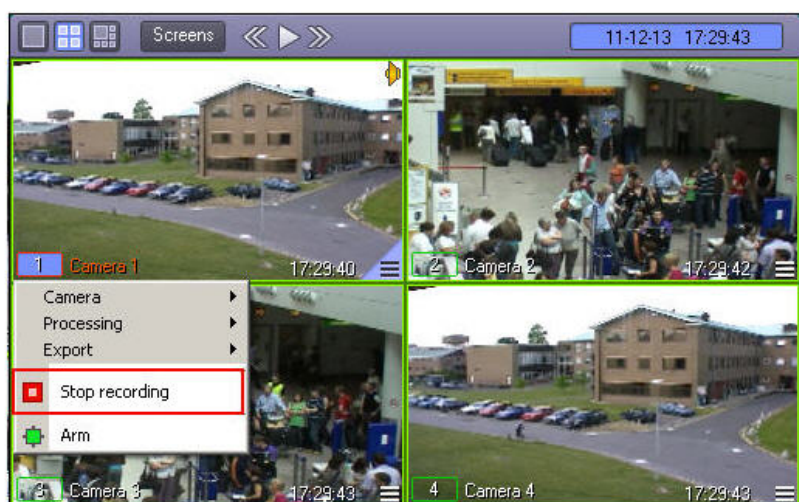 Screens
11-12-13 17:29:43
1 Camera 1 17:29:40
2 Camera 2 17:29:42
Camera
Processing
Export
Stop recording
Arm
3 Camera 3 17:29:43
4 Camera 4 17:29:43